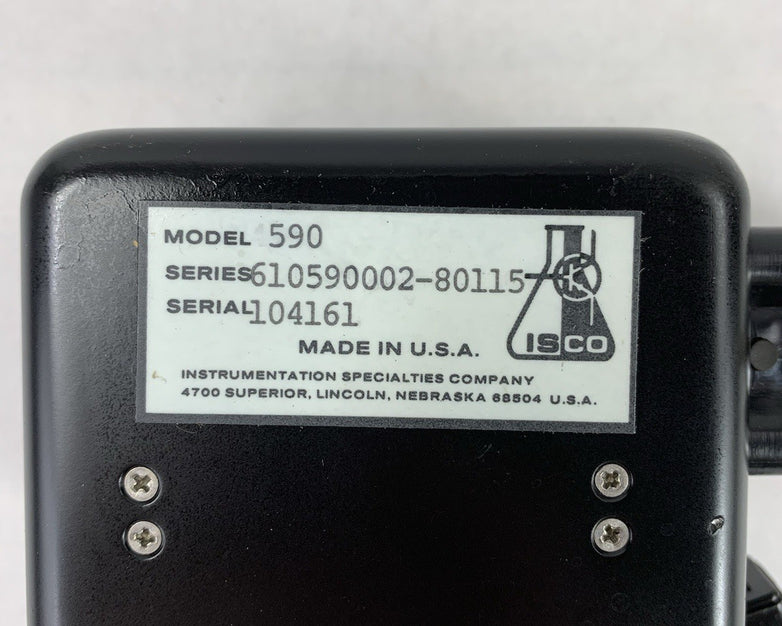 MODEL 590
SERIES 610590002-80115
SERIAL 104161
K
ISCO
MADE IN U.S.A.
INSTRUMENTATION SPECIALTIES COMPANY
4700 SUPERIOR, LINCOLN, NEBRASKA 68504 U.S.A.